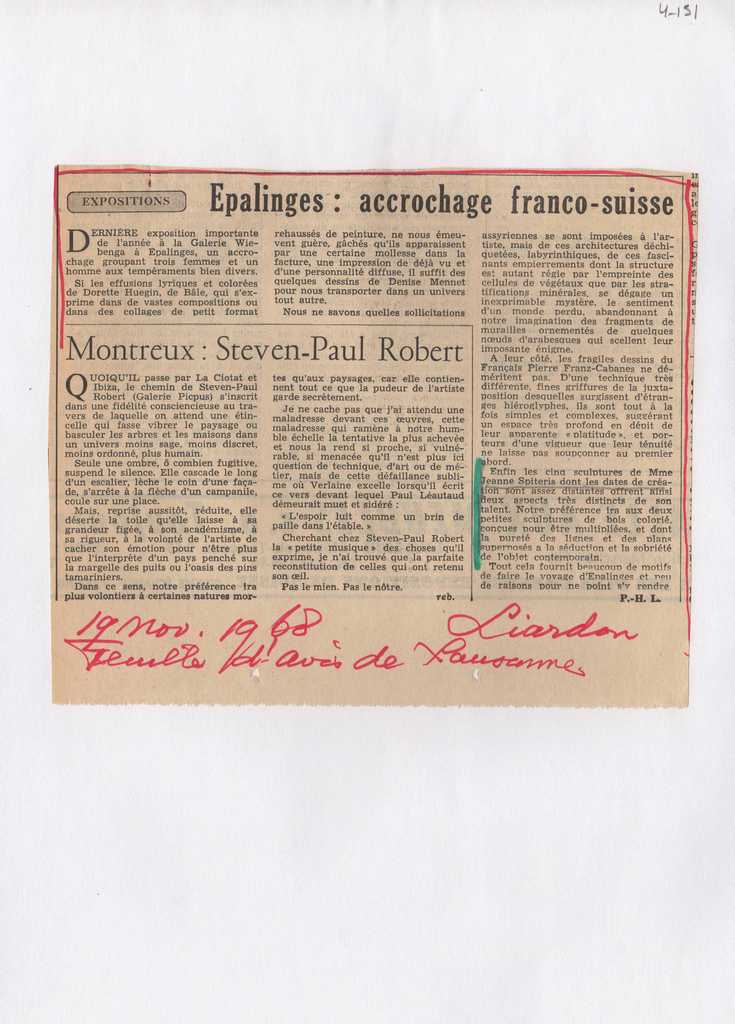 4-151
EXPOSITIONS
Epalinges : accrochage franco-suisse
DERNIÈRE exposition importante
de l'année à la Galerie Wie-
benga à Epalinges, un accro-
chage groupant trois femmes et un
homme aux tempéraments bien divers.
Si les effusions lyriques et colorées
de Dorette Huegin, de Bâle, qui s'ex-
prime dans de vastes compositions ou
dans des collages de petit format
rehaussés de peinture, ne nous émeu-
vent guère, gâchés qu'ils apparaissent
par une certaine mollesse dans la
facture, une impression de déjà vu et
d'une personnalité diffuse, il suffit des
quelques dessins de Denise Mennet
pour nous transporter dans un univers
tout autre.
Nous ne savons quelles sollicitations
assyriennes se sont imposées à l'ar-
tiste, mais de ces architectures déchi-
quetées, labyrinthiques, de ces fasci-
nants empierrements dont la structure
est autant régie par l'empreinte des
cellules de végétaux que par les stra-
tifications minérales, se dégage un
inexprimable mystère, le sentiment
d'un monde perdu, abandonnant à
notre imagination des fragments de
murailles ornementés de quelques
nœuds d'arabesques qui scellent leur
imposante énigme.
A leur côté, les fragiles dessins du
Français Pierre Franz-Cabanes ne dé-
méritent pas. D'une technique très
différente, fines griffures de la juxta-
position desquelles surgissent d'étran-
ges hiéroglyphes, ils sont tout à la
fois simples et complexes, suggérant
un espace très profond en dépit de
leur apparente « platitude », et por-
teurs d'une vigueur que leur ténuité
ne laisse pas soupçonner au premier
abord.
Enfin les cinq sculptures de Mme
Jeanne Spiteris dont les dates de créa-
tion sont assez distantes offrent ainsi
deux aspects très distincts de son
talent. Notre préférence ira aux deux
petites sculptures de bois colorié,
conçues pour être multipliées, et dont
la pureté des lignes et des plans
superposés a la séduction et la sobriété
de l'objet contemporain.
Tout cela fournit beaucoup de motifs
de faire le voyage d'Epalinges et peu
de raisons pour ne point s'y rendre.
P.-H. L.
Montreux : Steven-Paul Robert
QUOIQU'IL passe par La Ciotat et
Ibiza, le chemin de Steven-Paul
Robert (Galerie Picpus) s'inscrit
dans une fidélité consciencieuse au tra-
vers de laquelle on attend une étin-
celle qui fasse vibrer le paysage ou
basculer les arbres et les maisons dans
un univers moins sage, moins discret,
moins ordonné, plus humain.
Seule une ombre, ô combien fugitive,
suspend le silence. Elle cascade le long
d'un escalier, lèche le coin d'une faça-
de, s'arrête à la flèche d'un campanile,
coule sur une place.
Mais, reprise aussitôt, réduite, elle
déserte la toile qu'elle laisse à sa
grandeur figée, à son académisme, à
sa rigueur, à la volonté de l'artiste de
cacher son émotion pour n'être plus
que l'interprète d'un pays penché sur
la margelle des puits ou l'oasis des pins
tamariniers.
Dans ce sens, notre préférence ira
plus volontiers à certaines natures mor-
tes qu'aux paysages, car elle contien-
nent tout ce que la pudeur de l'artiste
garde secrètement.
Je ne cache pas que j'ai attendu une
maladresse devant ces œuvres, cette
maladresse qui ramène à notre hum-
ble échelle la tentative la plus achevée
et nous la rend si proche, si vulné-
rable, si menacée qu'il n'est plus ici
question de technique, d'art ou de mé-
tier, mais de cette défaillance subli-
me où Verlaine excelle lorsqu'il écrit
ce vers devant lequel Paul Léautaud
démeurait muet et sidéré :
« L'espoir luit comme un brin de
paille dans l'étable. »
Cherchant chez Steven-Paul Robert
la « petite musique » des choses qu'il
exprime, je n'ai trouvé que la parfaite
reconstitution de celles qui ont retenu
son œil.
Pas le mien. Pas le nôtre.
reb.
19 nov. 1968 Liardon
Feuille d'avis de Lausanne.